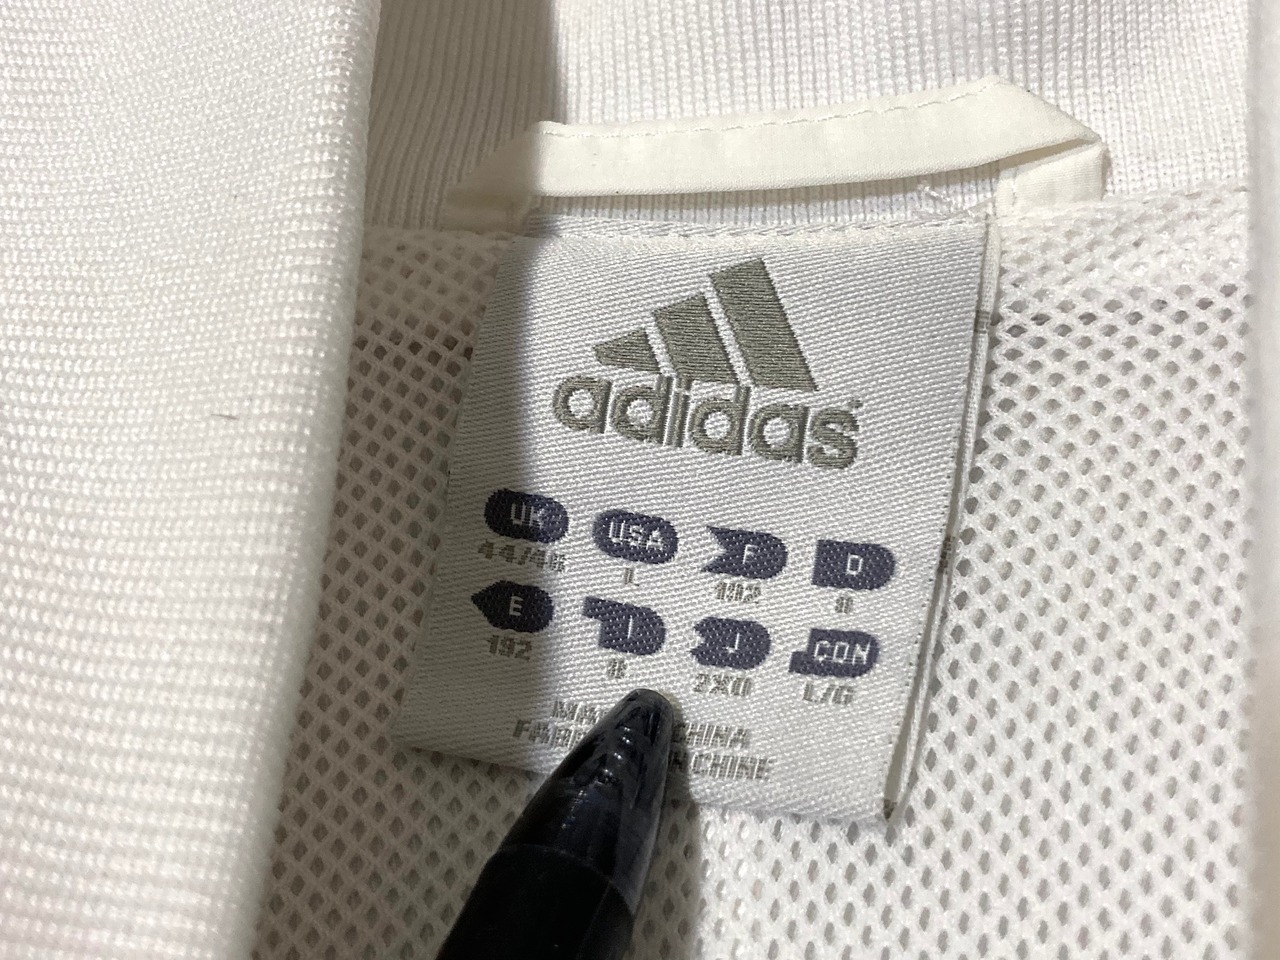 adidas
UK USA F D
44/46 L 192 8
E I J CON
192 8 2XO L/G
CHINA
CHINE